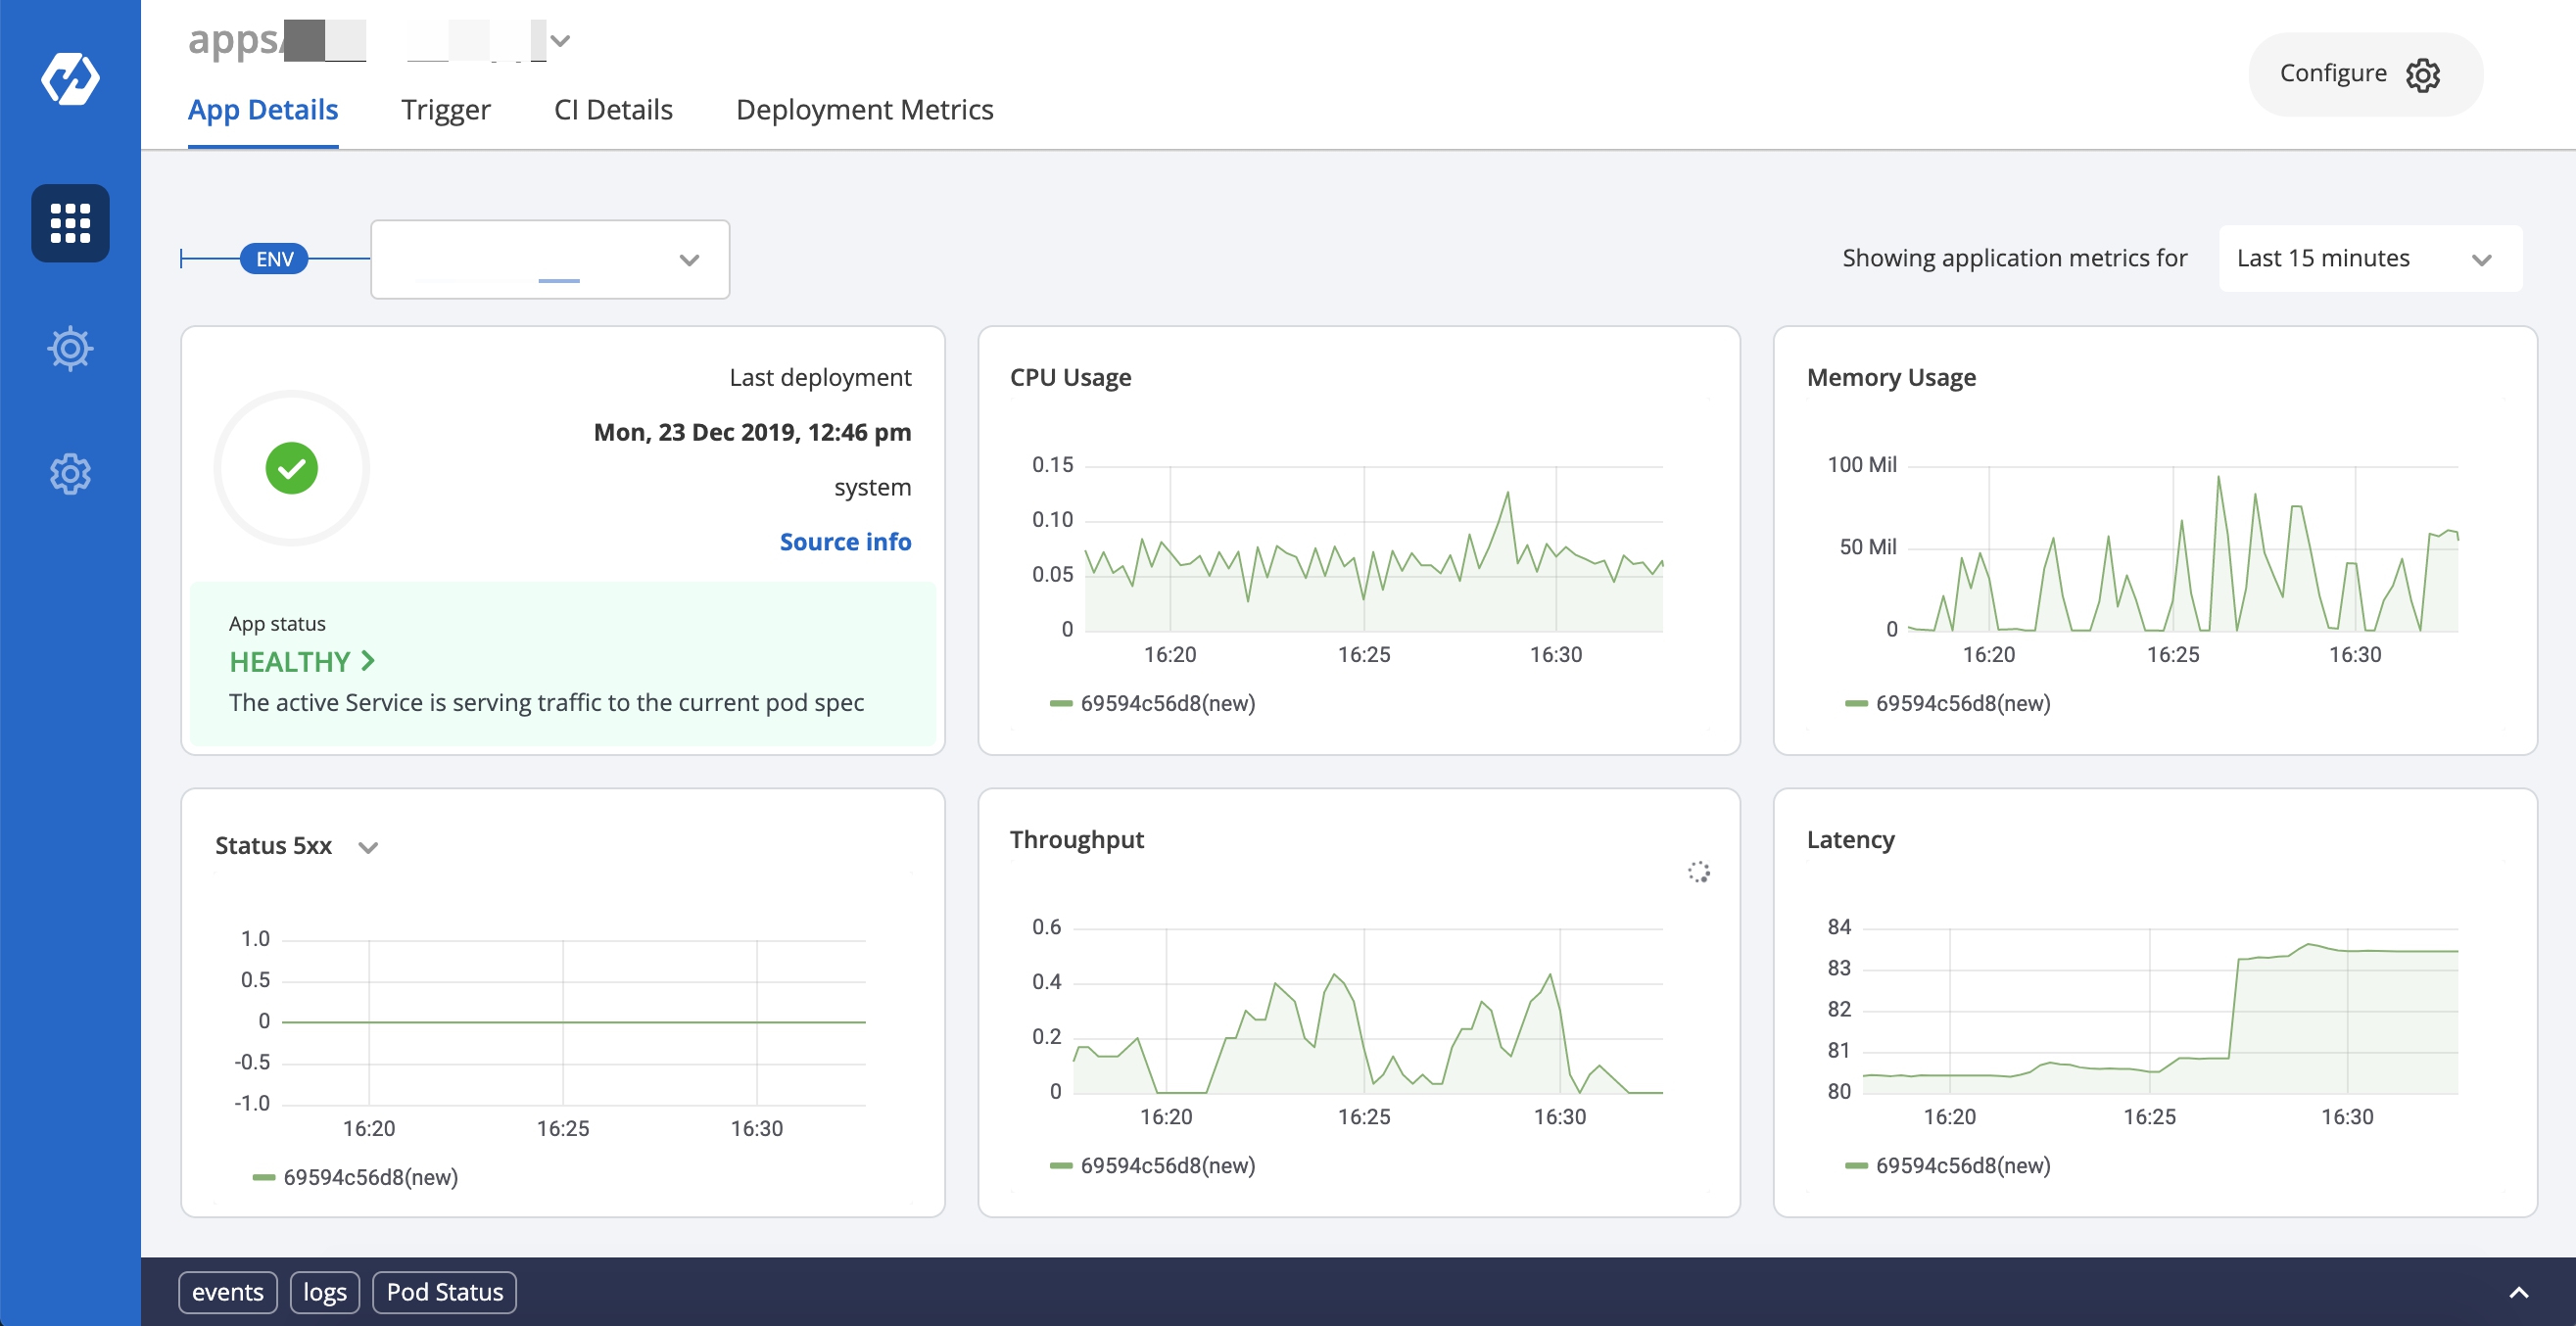 apps/
App Details Trigger CI Details Deployment Metrics
Configure
ENV
Showing application metrics for Last 15 minutes
Last deployment
Mon, 23 Dec 2019, 12:46 pm
system
Source info
App status
HEALTHY
The active Service is serving traffic to the current pod spec
CPU Usage
0.15
0.10
0.05
0
16:20 16:25 16:30
69594c56d8(new)
Memory Usage
100 Mil
50 Mil
0
16:20 16:25 16:30
69594c56d8(new)
Status 5xx
1.0
0.5
0
-0.5
-1.0
16:20 16:25 16:30
69594c56d8(new)
Throughput
0.6
0.4
0.2
0
16:20 16:25 16:30
69594c56d8(new)
Latency
84
83
82
81
80
16:20 16:25 16:30
69594c56d8(new)
events logs Pod Status